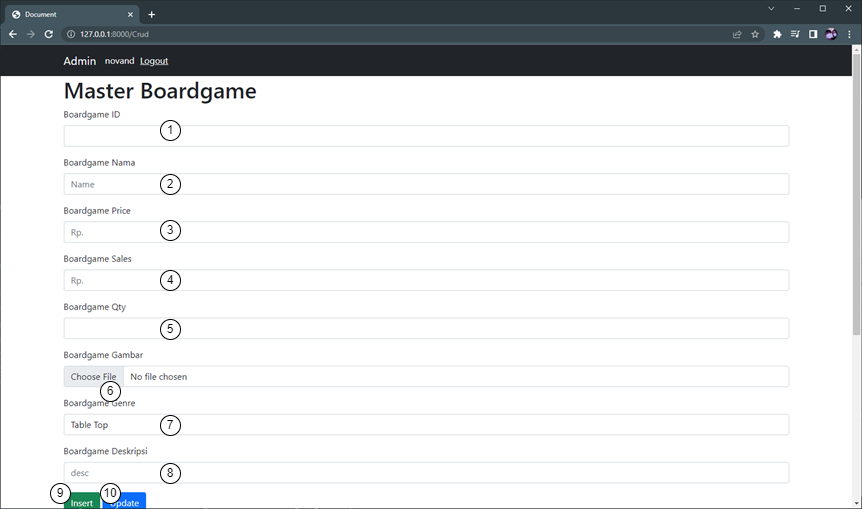 Document
127.0.0.1:8000/Crud
Admin novand Logout
Master Boardgame
Boardgame ID
1
Boardgame Nama
Name 2
Boardgame Price
Rp. 3
Boardgame Sales
Rp. 4
Boardgame Qty
5
Boardgame Gambar
Choose File No file chosen
6
Boardgame Genre
Table Top 7
Boardgame Deskripsi
desc 8
9 10
Insert Update